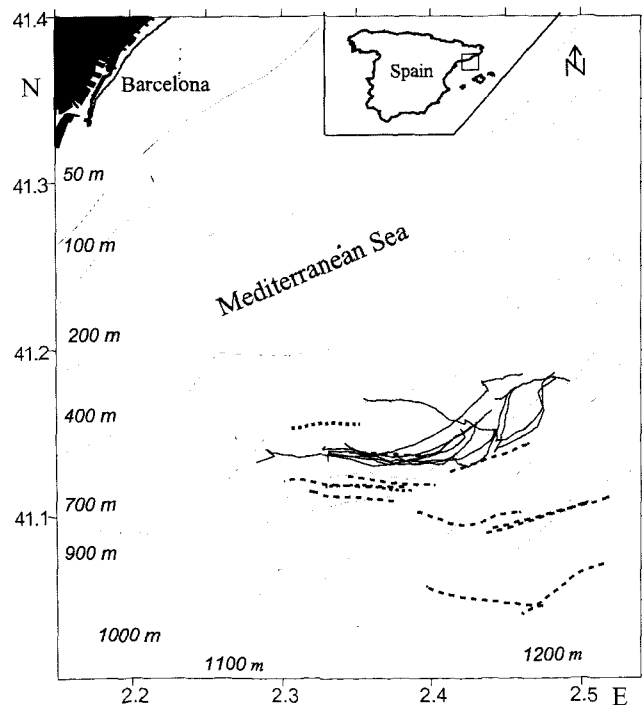 41.4
N
Barcelona
Spain
N
41.3
50 m
100 m
Mediterranean Sea
200 m
41.2
400 m
700 m
41.1
900 m
1000 m
1100 m
1200 m
2.2
2.3
2.4
2.5
E